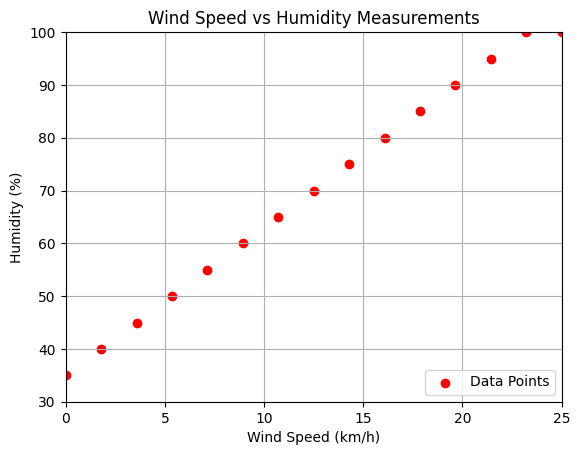 Wind Speed vs Humidity Measurements
100
90
80
70
60
50
40
30
Humidity (%)
Data Points
0 5 10 15 20 25
Wind Speed (km/h)